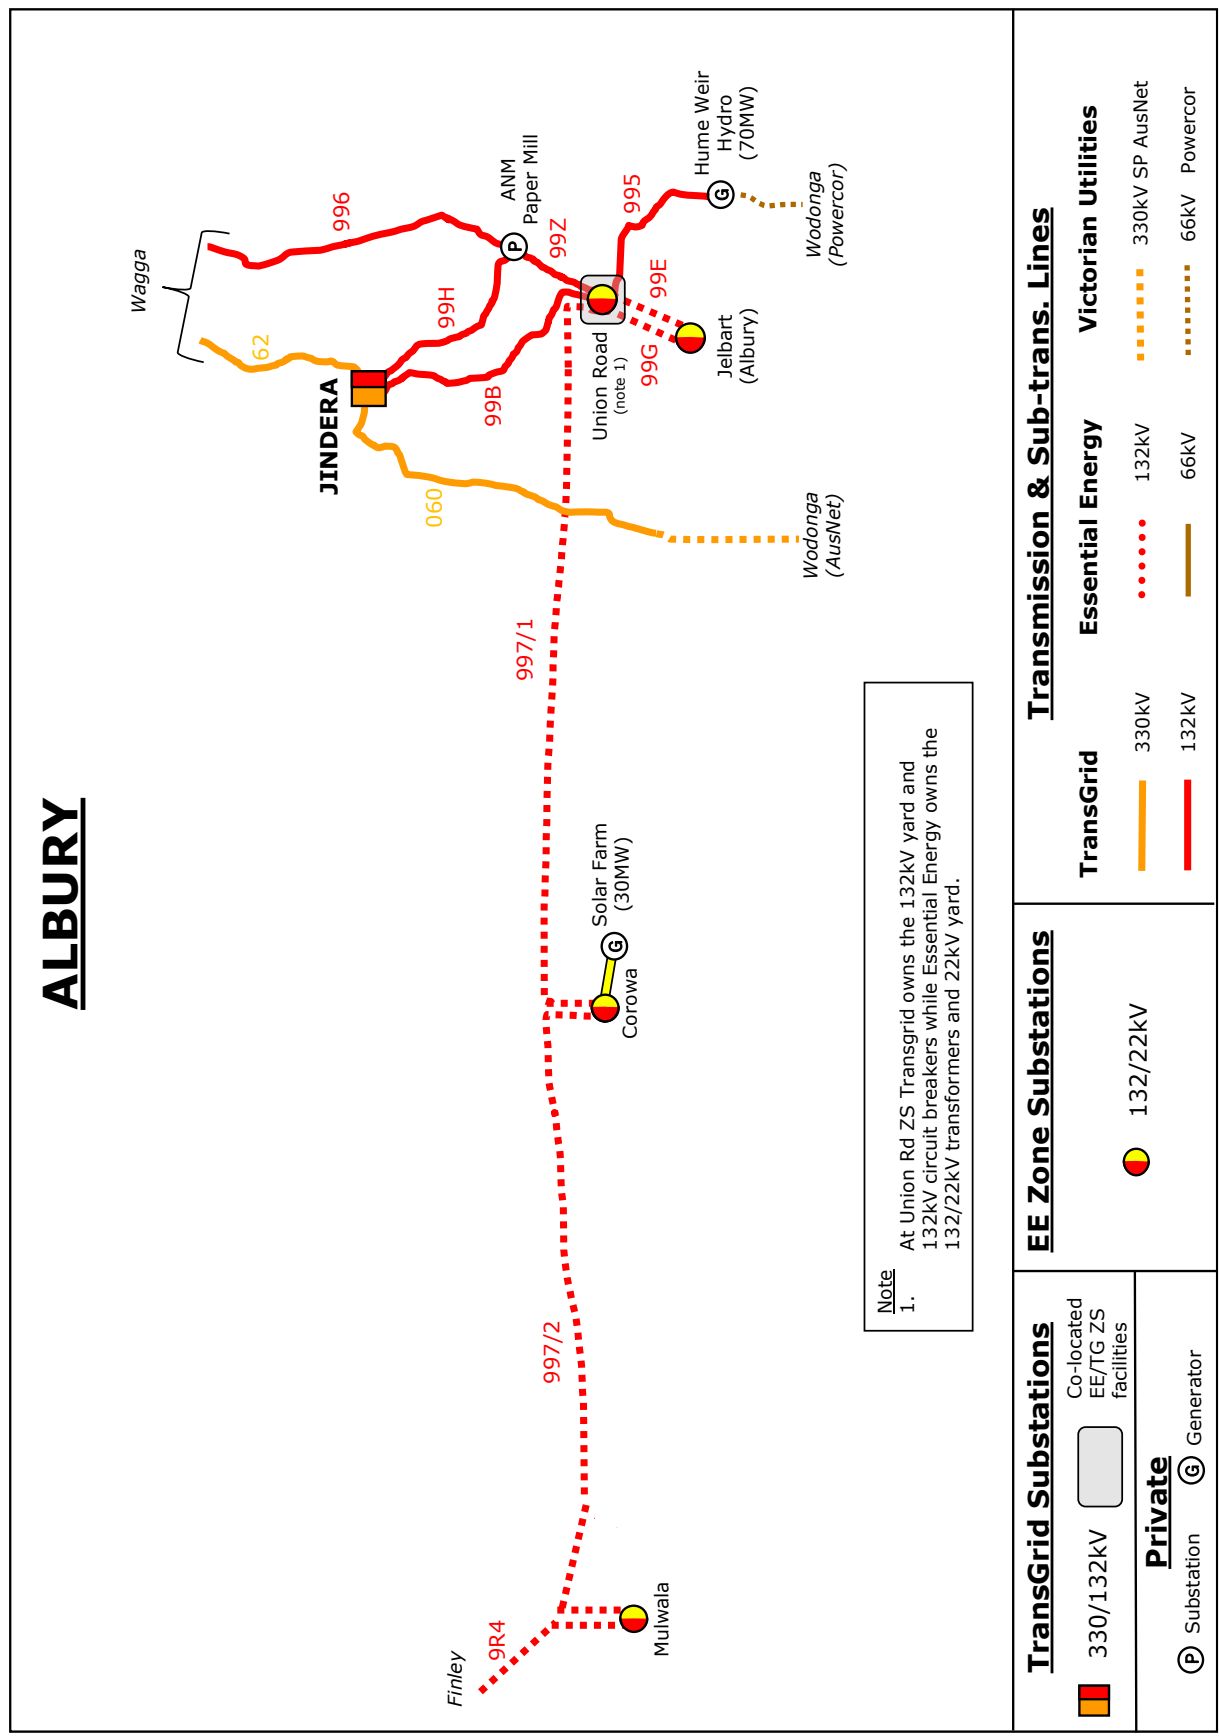 ALBURY
Wagga
996
62
JINDERA
99H
99B
060
ANM
Paper Mill
P
99Z
995
Hume Weir
Hydro
(70MW)
G
Wodonga
(Powercor)
99E
99G
Union Road
(note 1)
Jelbart
(Albury)
Wodonga
(AusNet)
997/1
Solar Farm
(30MW)
G
Corowa
997/2
9R4
Finley
Mulwala
Note
1.
At Union Rd ZS Transgrid owns the 132kV yard and
132kV circuit breakers while Essential Energy owns the
132/22kV transformers and 22kV yard.
TransGrid Substations
330/132kV
Co-located
EE/TG ZS
facilities
Private
P Substation
G Generator
EE Zone Substations
132/22kV
Transmission & Sub-trans. Lines
TransGrid
330kV
132kV
Essential Energy
132kV
66kV
Victorian Utilities
330kV SP AusNet
66kV Powercor